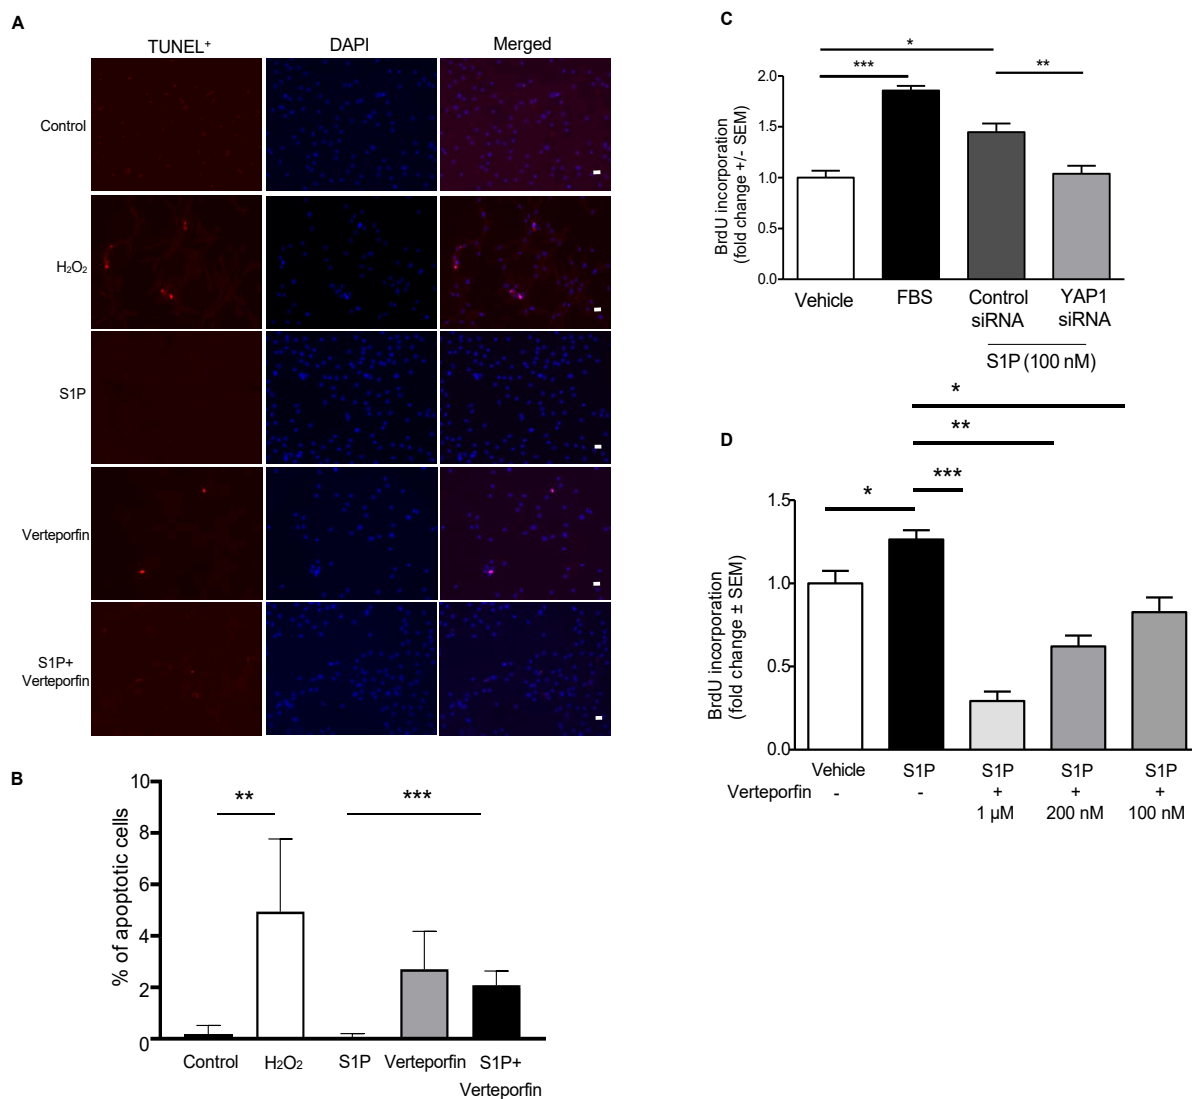 A
TUNEL⁺
DAPI
Merged
Control
H₂O₂
S1P
Verteporfin
S1P+
Verteporfin
B
% of apoptotic cells
10
8
6
4
2
0
**
***
Control
H₂O₂
S1P
Verteporfin
S1P+
Verteporfin
C
BrdU incorporation
(fold change +/- SEM)
2.0
1.5
1.0
0.5
0.0
*
***
**
Vehicle
FBS
Control
siRNA
YAP1
siRNA
S1P (100 nM)
D
BrdU incorporation
(fold change ± SEM)
1.5
1.0
0.5
0.0
*
**
***
*
Vehicle S1P S1P S1P S1P
Verteporfin - - + + +
1 µM 200 nM 100 nM